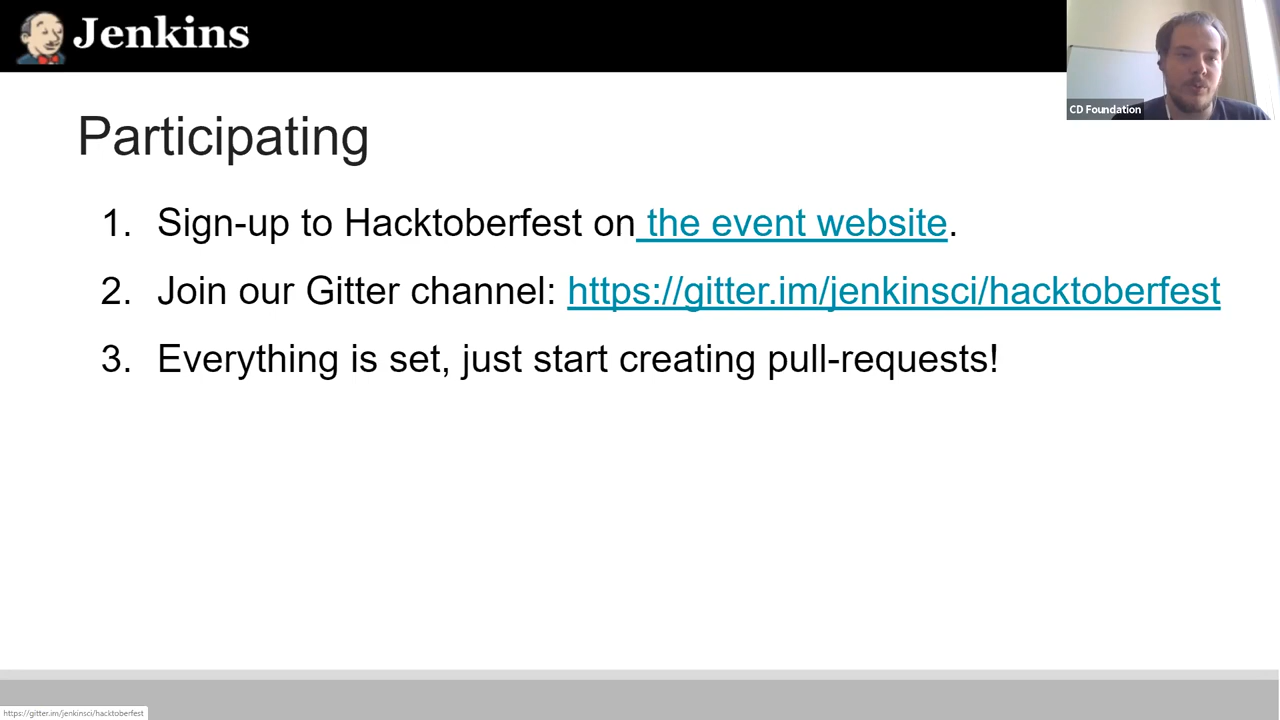 Jenkins
CD Foundation
Participating
1. Sign-up to Hacktoberfest on the event website.
2. Join our Gitter channel: https://gitter.im/jenkinsci/hacktoberfest
3. Everything is set, just start creating pull-requests!
https://gitter.im/jenkinsci/hacktoberfest